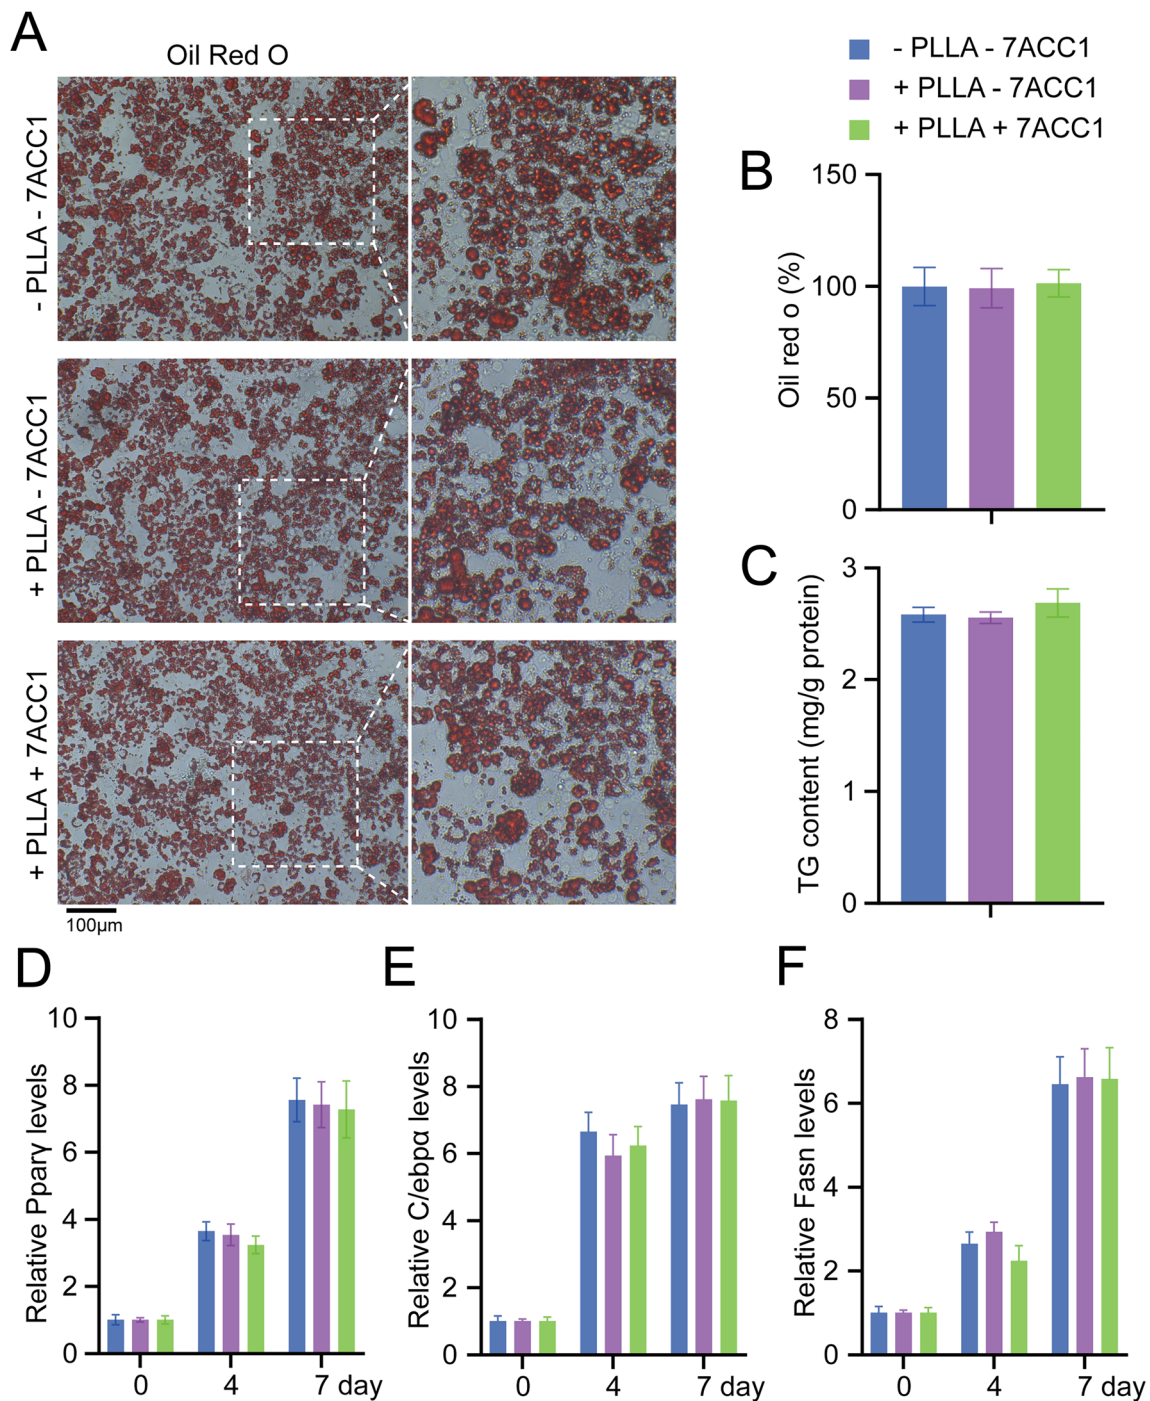 A
Oil Red O
- PLLA - 7ACC1
+ PLLA - 7ACC1
+ PLLA + 7ACC1
100μm
- PLLA - 7ACC1
+ PLLA - 7ACC1
+ PLLA + 7ACC1
B
Oil red o (%)
150
100
50
0
C
TG content (mg/g protein)
3
2
1
0
D
Relative Pparγ levels
10
8
6
4
2
0
0 4 7 day
E
Relative C/ebpα levels
10
8
6
4
2
0
0 4 7 day
F
Relative Fasn levels
8
6
4
2
0
0 4 7 day